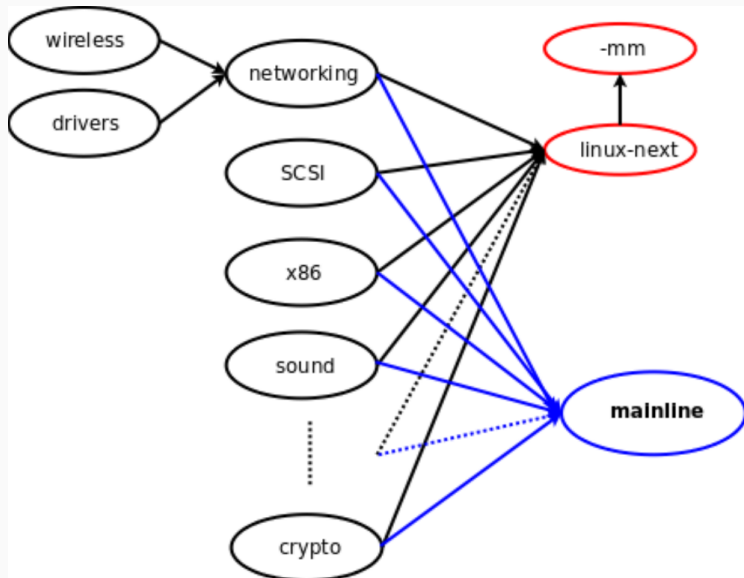 wireless
-mm
networking
drivers
linux-next
SCSI
x86
sound
mainline
crypto